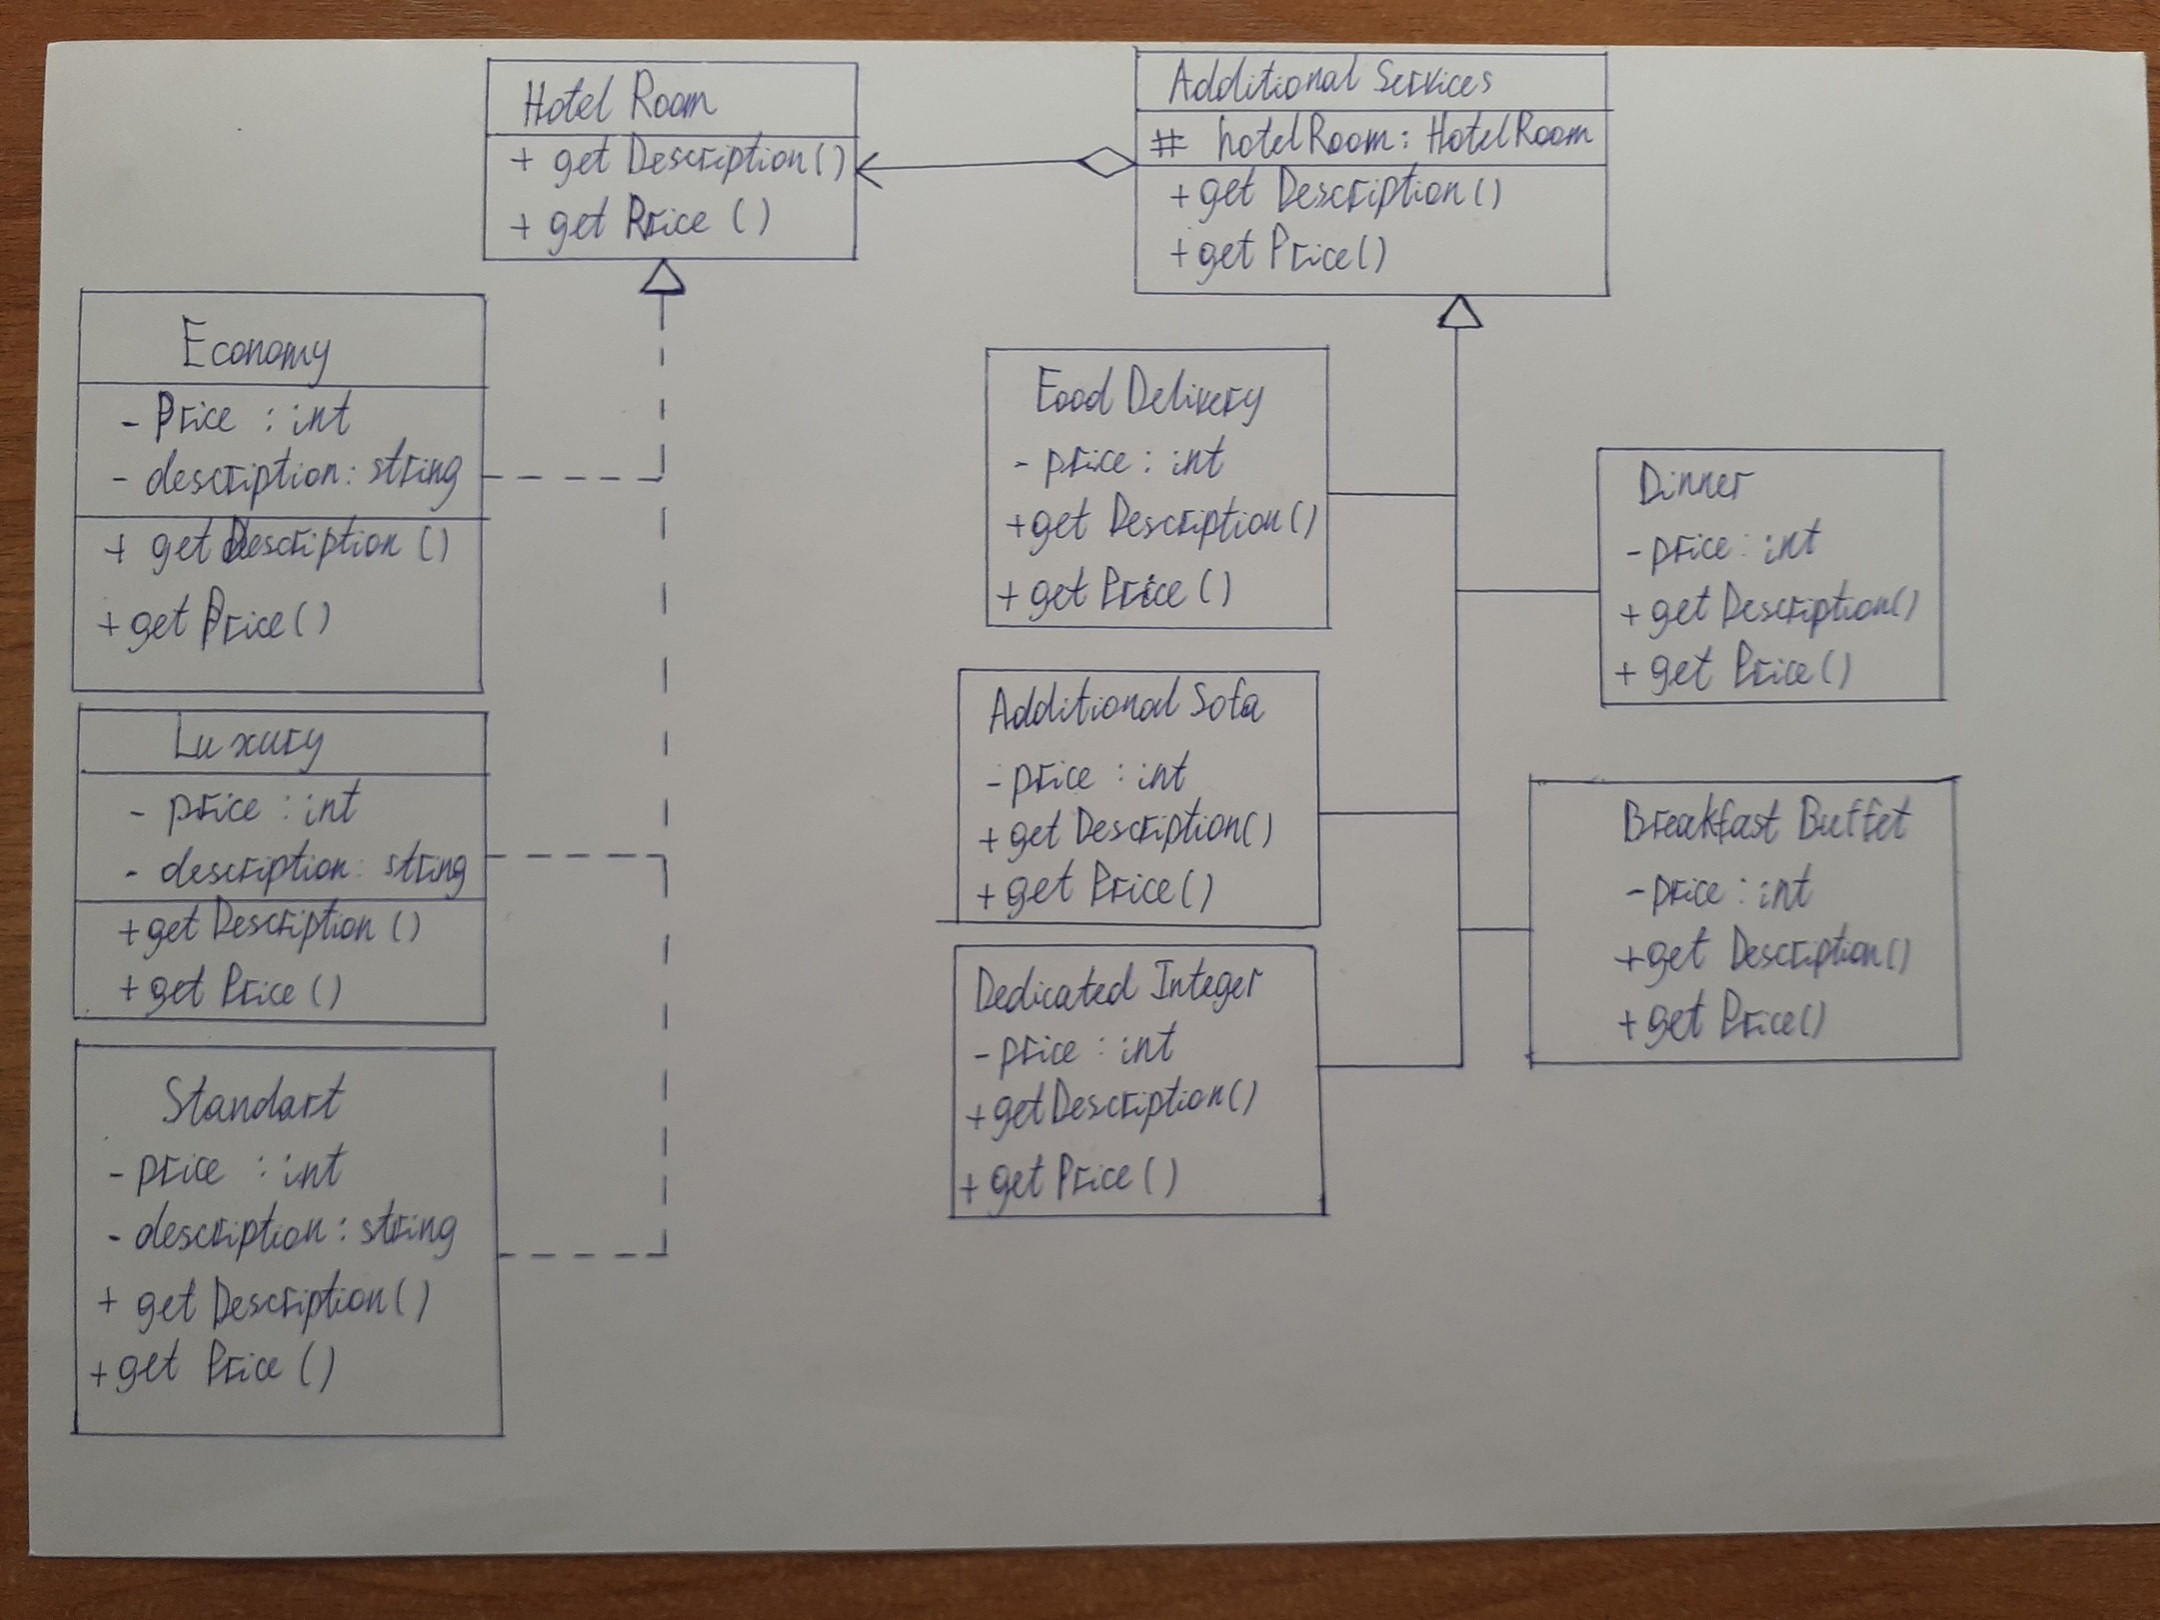 Hotel Room
+ get Description()
+ get Price ()
Additional Services
# hotelRoom: HotelRoom
+ get Description()
+ get Price()
Economy
- Price : int
- description: string
+ get Description ()
+ get Price()
Luxury
- price : int
- description: string
+ get Description ()
+ get Price ()
Standart
- price : int
- description: string
+ get Description()
+ get Price ()
Food Delivery
- price : int
+ get Description()
+ get Price ()
Additional Sofa
- price : int
+ get Description()
+ get Price()
Dedicated Integer
- price : int
+ get Description()
+ get Price ()
Dinner
- price : int
+ get Description()
+ get Price()
Breakfast Buffet
- price : int
+ get Description()
+ get Price()